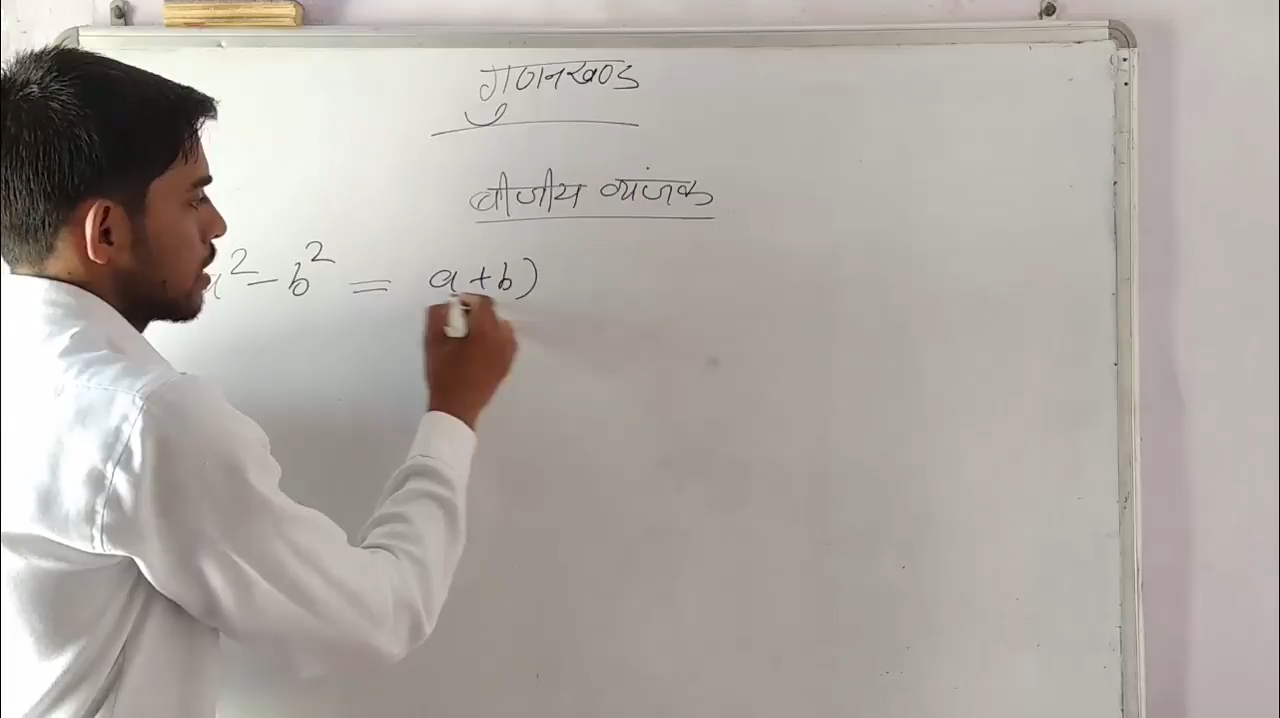 गुणनखण्ड
बीजीय व्यंजक
a² - b² = a + b)